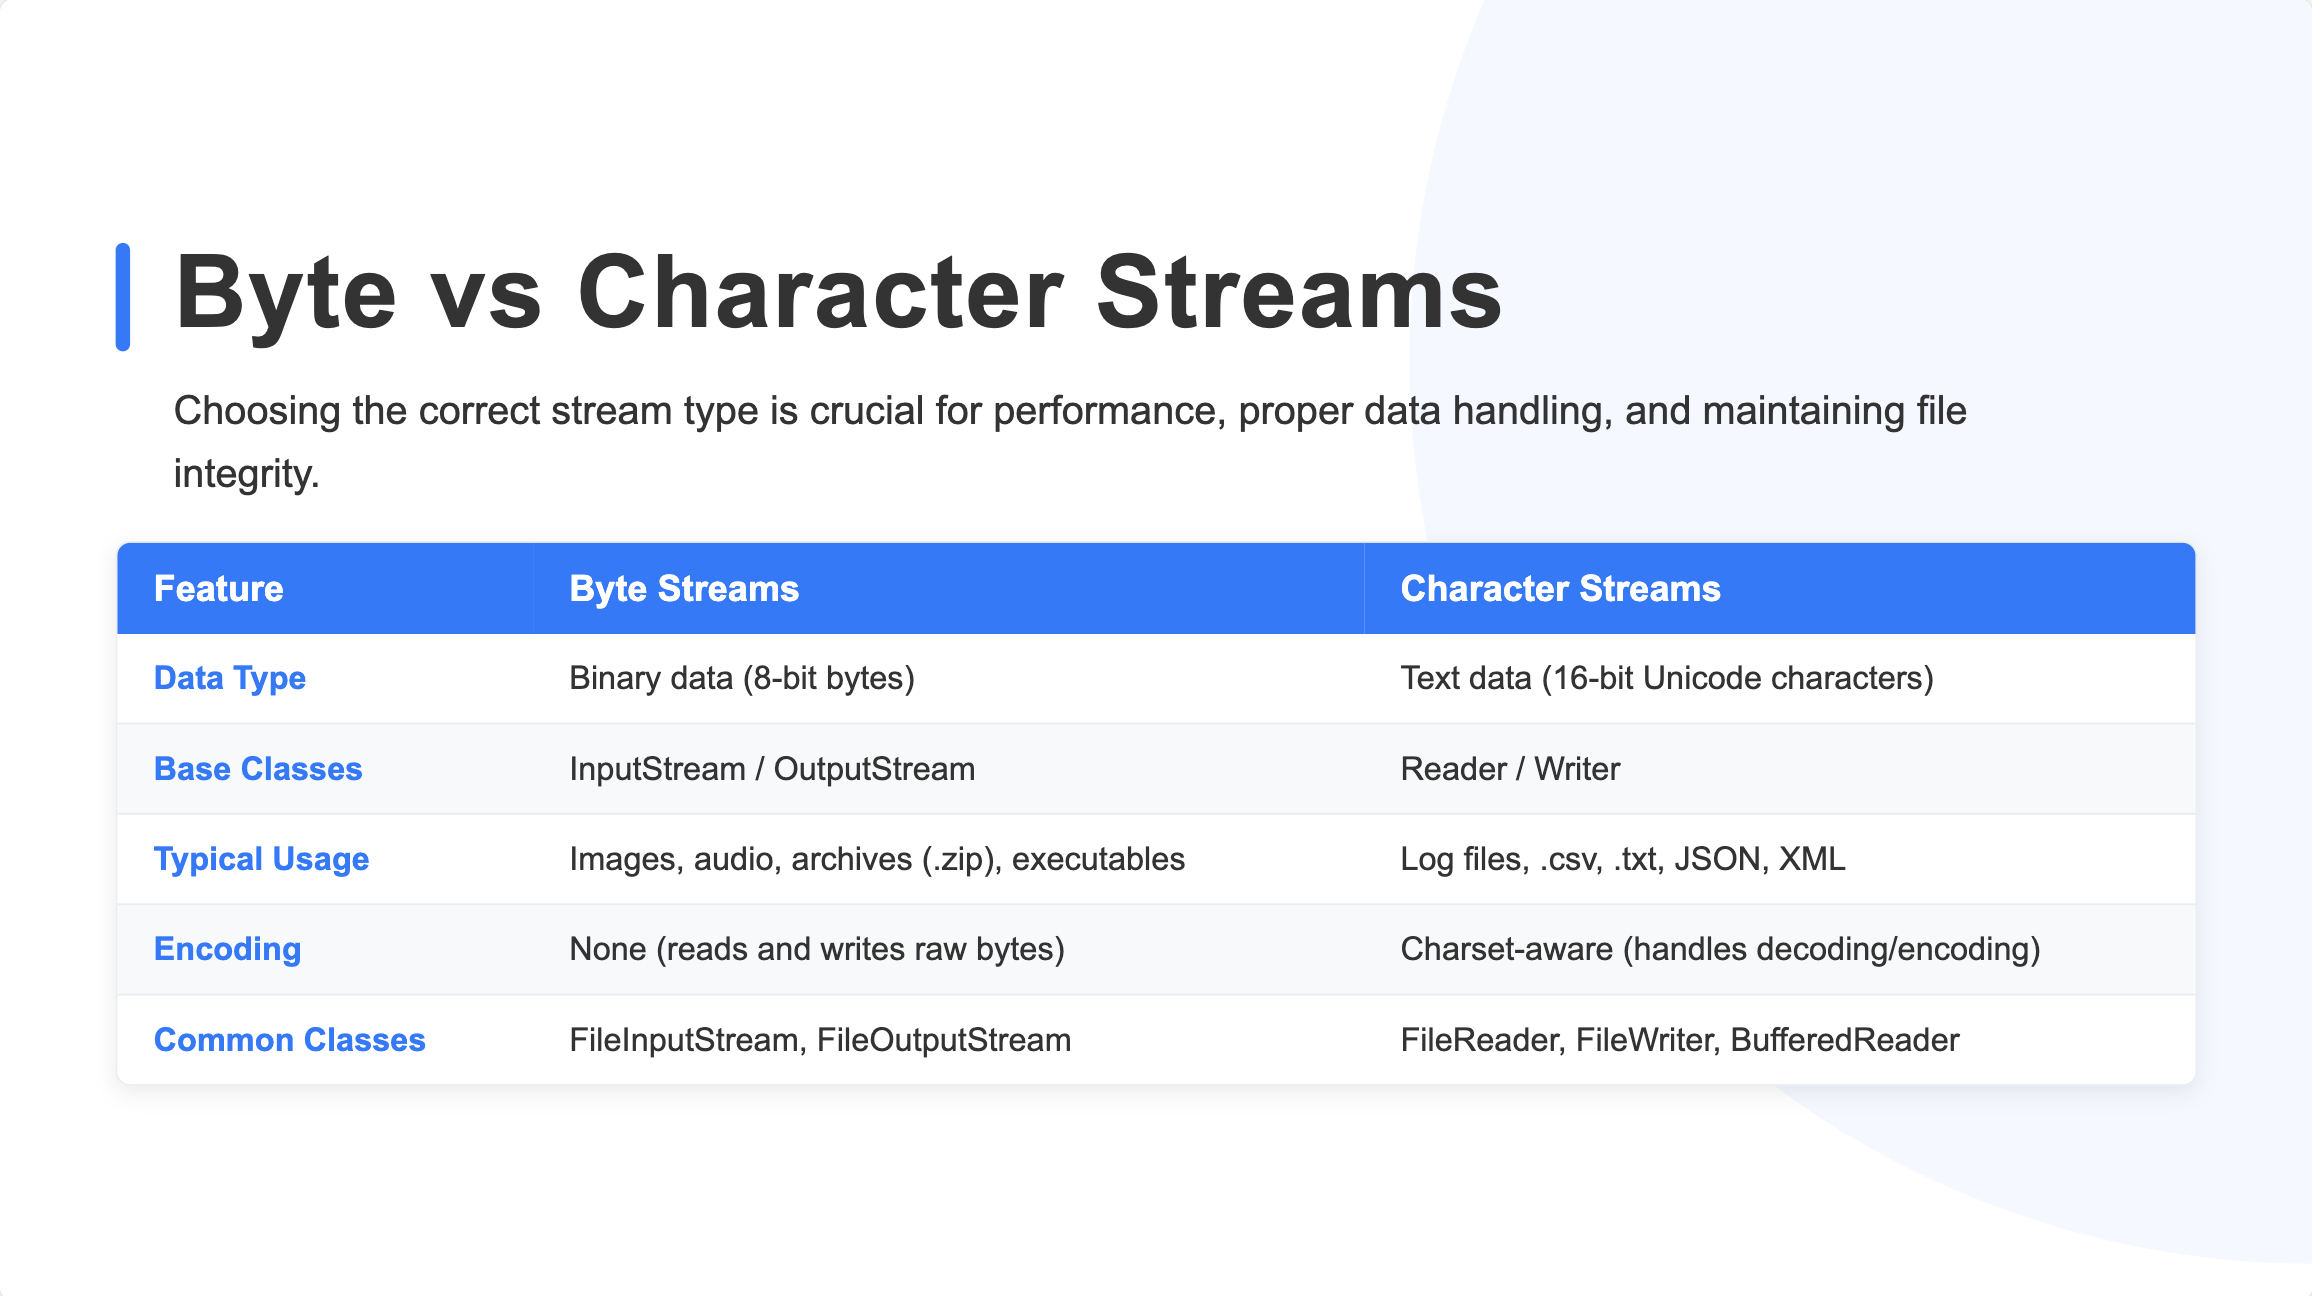 Byte vs Character Streams
Choosing the correct stream type is crucial for performance, proper data handling, and maintaining file
integrity.
Feature Byte Streams Character Streams
Data Type Binary data (8-bit bytes) Text data (16-bit Unicode characters)
Base Classes InputStream / OutputStream Reader / Writer
Typical Usage Images, audio, archives (.zip), executables Log files, .csv, .txt, JSON, XML
Encoding None (reads and writes raw bytes) Charset-aware (handles decoding/encoding)
Common Classes FileInputStream, FileOutputStream FileReader, FileWriter, BufferedReader